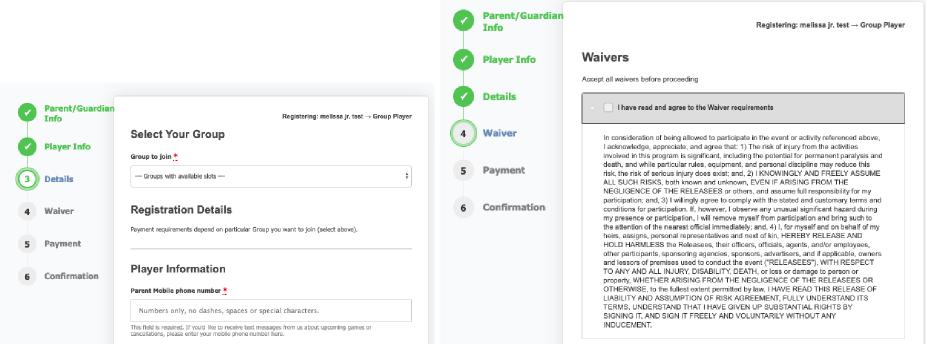 Parent/Guardian
Info
Player Info
3
Details
4
Waiver
5
Payment
6
Confirmation
Registering: melissa jr. test → Group Player
Select Your Group
Group to join *
--- Groups with available slots ---
Registration Details
Payment requirements depend on particular Group you want to join (select above).
Player Information
Parent Mobile phone number *
Numbers only, no dashes, spaces or special characters.
This field is required. If you'd like to receive text messages from us about upcoming games or
cancellations, please enter your mobile phone number here.
Parent/Guardian
Info
Player Info
Details
4
Waiver
5
Payment
6
Confirmation
Registering: melissa jr. test → Group Player
Waivers
Accept all waivers before proceeding
I have read and agree to the Waiver requirements
In consideration of being allowed to participate in the event or activity referenced above,
I acknowledge, appreciate, and agree that: 1) The risk of injury from the activities
involved in this program is significant, including the potential for permanent paralysis and
death, and while particular rules, equipment, and personal discipline may reduce this
risk, the risk of serious injury does exist; and, 2) I KNOWINGLY AND FREELY ASSUME
ALL SUCH RISKS, both known and unknown, EVEN IF ARISING FROM THE
NEGLIGENCE OF THE RELEASEES or others, and assume full responsibility for my
participation; and, 3) I willingly agree to comply with the stated and customary terms and
conditions for participation. If, however, I observe any unusual significant hazard during
my presence or participation, I will remove myself from participation and bring such to
the attention of the nearest official immediately; and, 4) I, for myself and on behalf of my
heirs, assigns, personal representatives and next of kin, HEREBY RELEASE AND
HOLD HARMLESS the Releasees, their officers, officials, agents, and/or employees,
other participants, sponsoring agencies, sponsors, advertisers, and if applicable, owners
and lessors of premises used to conduct the event ("RELEASEES"), WITH RESPECT
TO ANY AND ALL INJURY, DISABILITY, DEATH, or loss or damage to person or
property, WHETHER ARISING FROM THE NEGLIGENCE OF THE RELEASEES OR
OTHERWISE, to the fullest extent permitted by law. I HAVE READ THIS RELEASE OF
LIABILITY AND ASSUMPTION OF RISK AGREEMENT, FULLY UNDERSTAND ITS
TERMS, UNDERSTAND THAT I HAVE GIVEN UP SUBSTANTIAL RIGHTS BY
SIGNING IT, AND SIGN IT FREELY AND VOLUNTARILY WITHOUT ANY
INDUCEMENT.